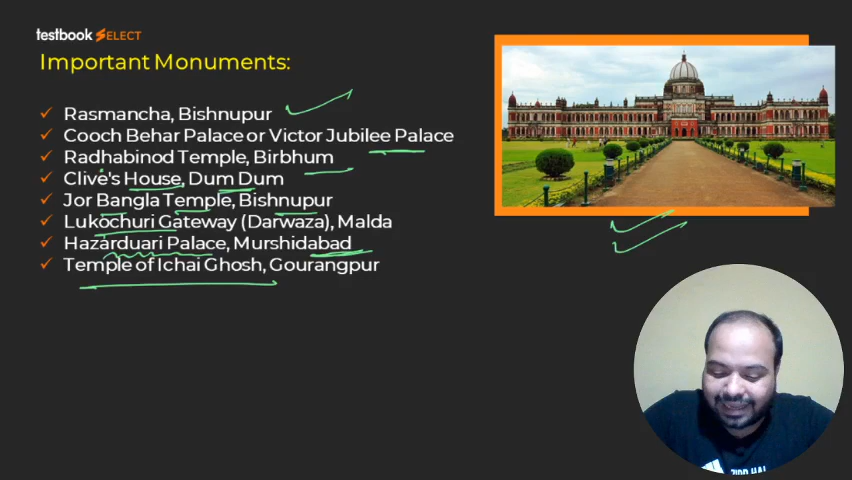 testbook SELECT
Important Monuments:
Rasmancha, Bishnupur
Cooch Behar Palace or Victor Jubilee Palace
Radhabinod Temple, Birbhum
Clive's House, Dum Dum
Jor Bangla Temple, Bishnupur
Lukochuri Gateway (Darwaza), Malda
Hazarduari Palace, Murshidabad
Temple of Ichai Ghosh, Gourangpur